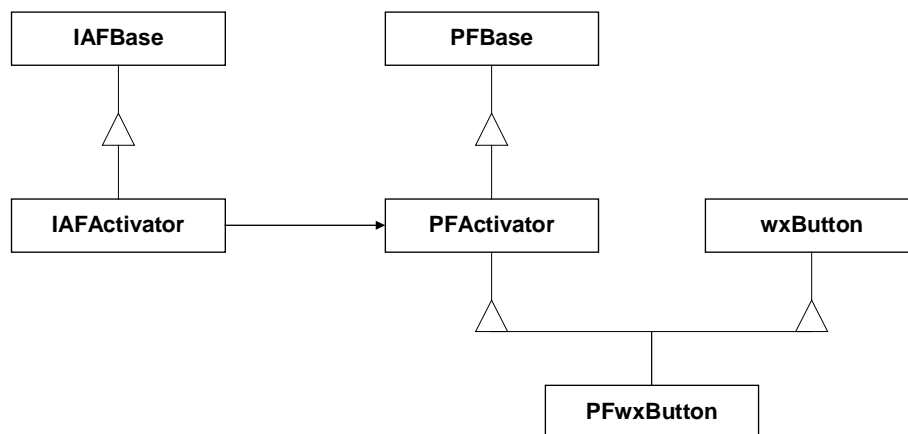 IAFBase
PFBase
IAFActivator
PFActivator
wxButton
PFwxButton